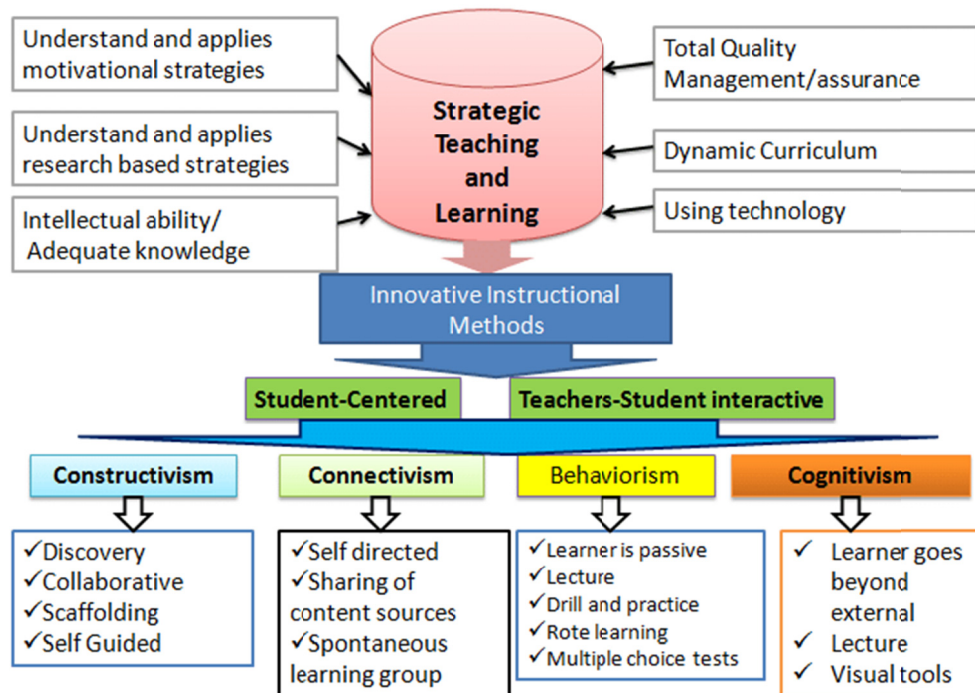 Understand and applies
motivational strategies
Understand and applies
research based strategies
Intellectual ability/
Adequate knowledge
Strategic
Teaching
and
Learning
Total Quality
Management/assurance
Dynamic Curriculum
Using technology
Innovative Instructional
Methods
Student-Centered
Teachers-Student interactive
Constructivism
✓Discovery
✓Collaborative
✓Scaffolding
✓Self Guided
Connectivism
✓Self directed
✓Sharing of
content sources
✓Spontaneous
learning group
Behaviorism
✓Learner is passive
✓Lecture
✓Drill and practice
✓Rote learning
✓Multiple choice tests
Cognitivism
✓ Learner goes
beyond
external
✓ Lecture
✓ Visual tools